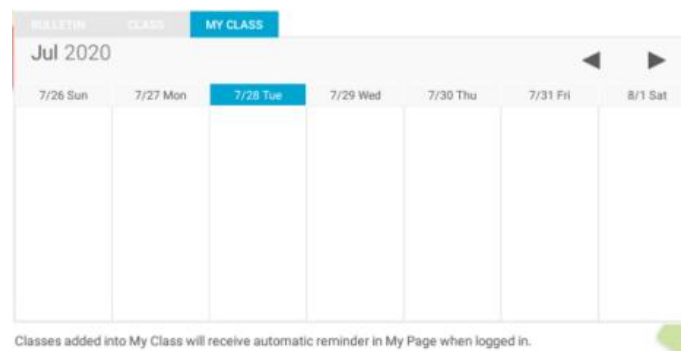 BULLETIN CLASS MY CLASS
Jul 2020
7/26 Sun 7/27 Mon 7/28 Tue 7/29 Wed 7/30 Thu 7/31 Fri 8/1 Sat
Classes added into My Class will receive automatic reminder in My Page when logged in.